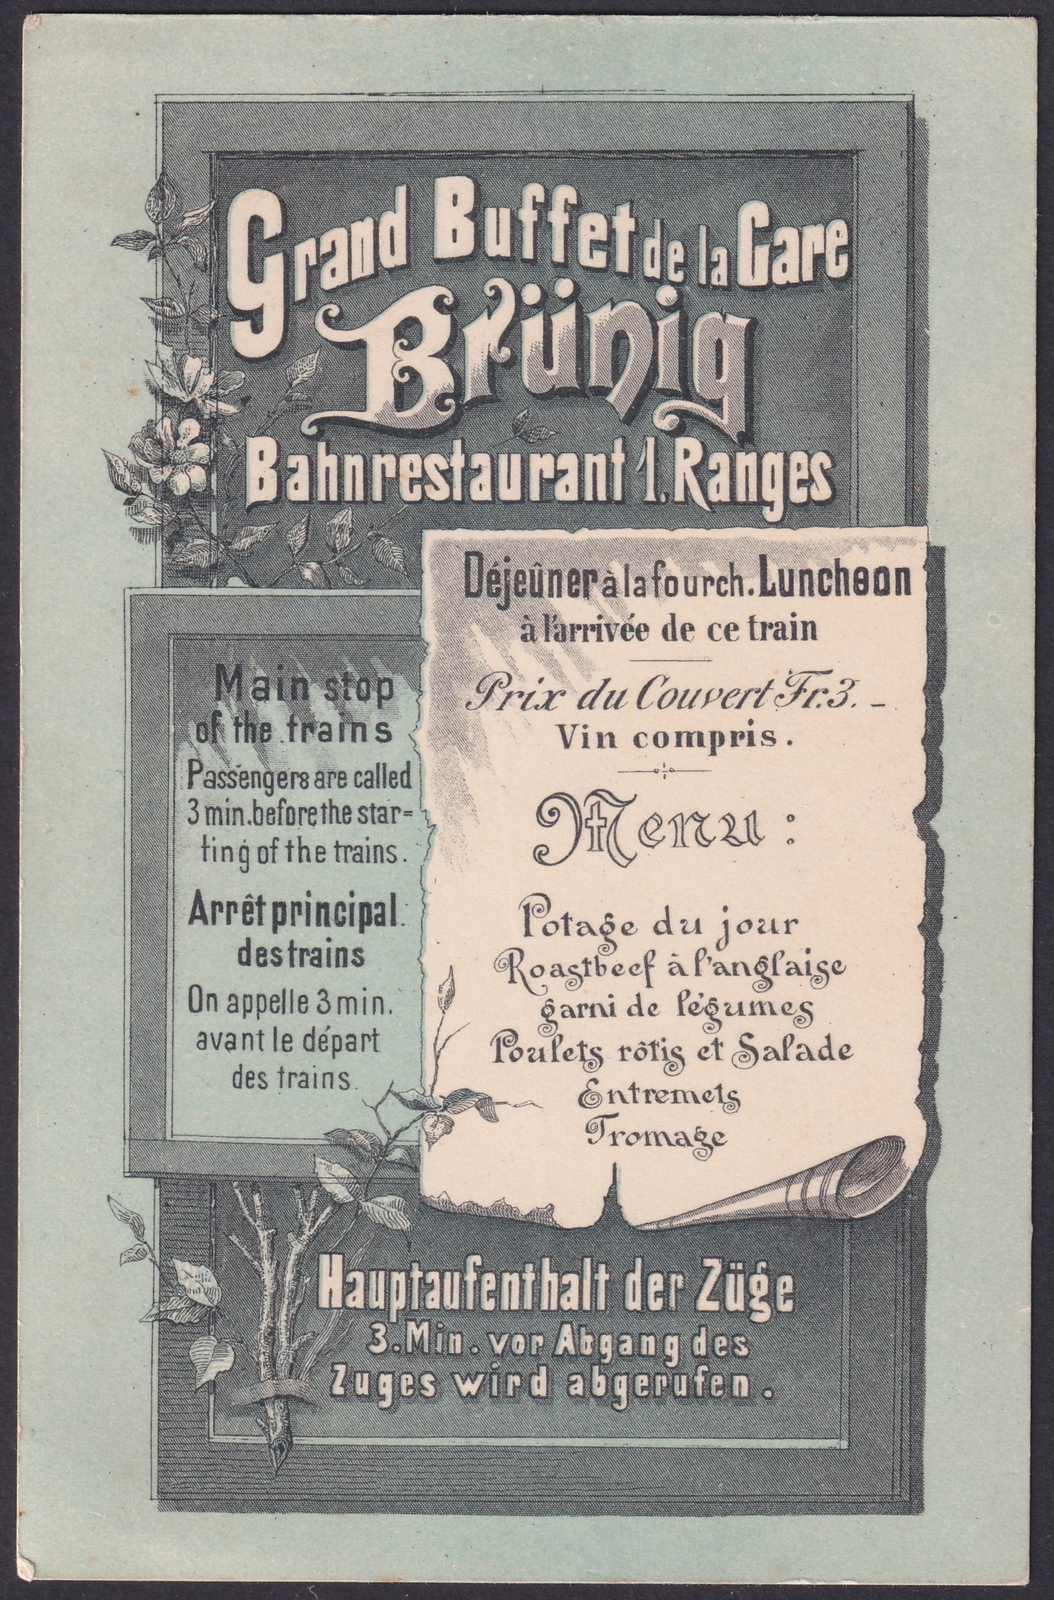 Grand Buffet de la Gare
Brünig
Bahnrestaurant 1. Ranges
Déjeûner à la fourch. Luncheon
à l'arrivée de ce train
Prix du Couvert Fr. 3. -
Vin compris.
Menu:
Potage du jour
Roastbeef à l'anglaise
garni de légumes
Poulets rôtis et Salade
Entremets
Fromage
Main stop
of the trains
Passengers are called
3 min. before the star=
ting of the trains.
Arrêt principal
des trains
On appelle 3 min.
avant le départ
des trains.
Hauptaufenthalt der Züge
3. Min. vor Abgang des
Zuges wird abgerufen.